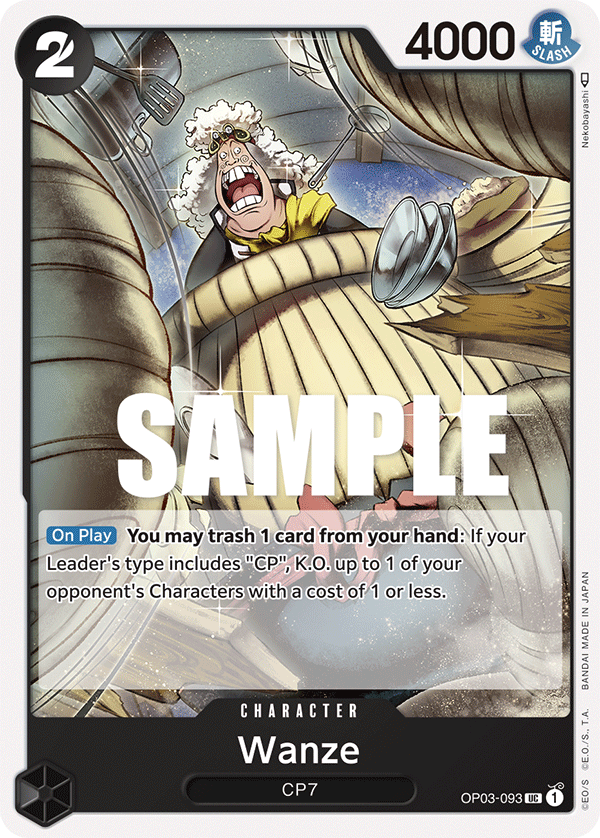 2
4000
斬
SLASH
Nekobayashi
SAMPLE
On Play You may trash 1 card from your hand: If your
Leader's type includes "CP", K.O. up to 1 of your
opponent's Characters with a cost of 1 or less.
CHARACTER
Wanze
CP7
OP03-093 UC 1
©EO/S ©E.O./S., T.A. BANDAI MADE IN JAPAN